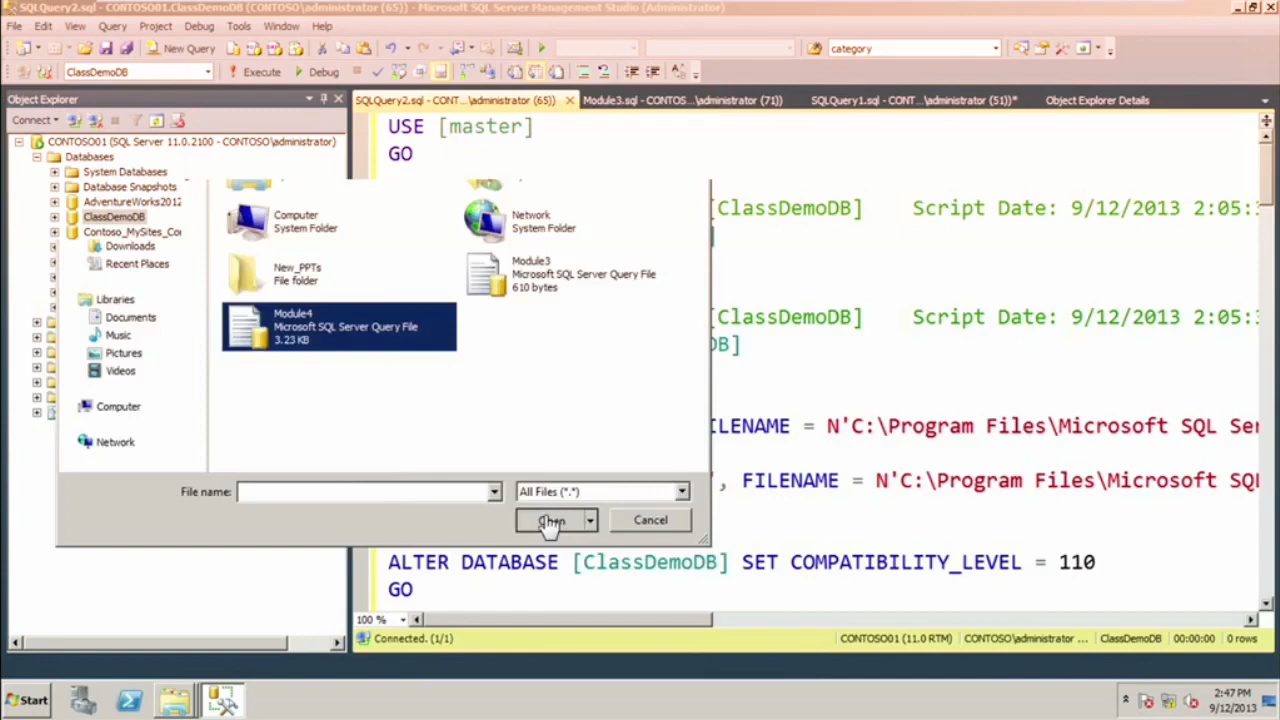 SQLQuery2.sql - CONTOSO01.ClassDemoDB (CONTOSO\administrator (65)) - Microsoft SQL Server Management Studio (Administrator)
File Edit View Query Project Debug Tools Window Help
New Query category
ClassDemoDB Execute Debug
Object Explorer
SQLQuery2.sql - CONT...\administrator (65)) Module3.sql - CONTOS...\administrator (71)) SQLQuery1.sql - CONT...\administrator (51))* Object Explorer Details
Connect
CONTOSO01 (SQL Server 11.0.2100 - CONTOSO\administrator)
Databases
System Databases
Database Snapshots
AdventureWorks2012
ClassDemoDB
Contoso_MySites_Co
Downloads
Recent Places
Libraries
Documents
Music
Pictures
Videos
Computer
Network
Computer
System Folder
Network
System Folder
New_PPTs
File folder
Module3
Microsoft SQL Server Query File
610 bytes
Module4
Microsoft SQL Server Query File
3.23 KB
File name: All Files (*.*)
Open Cancel
USE [master]
GO
[ClassDemoDB] Script Date: 9/12/2013 2:05:3
]
[ClassDemoDB] Script Date: 9/12/2013 2:05:3
DB]
ILENAME = N'C:\Program Files\Microsoft SQL Ser
, FILENAME = N'C:\Program Files\Microsoft SQL
ALTER DATABASE [ClassDemoDB] SET COMPATIBILITY_LEVEL = 110
GO
100 %
Connected. (1/1) CONTOSO01 (11.0 RTM) CONTOSO\administrator ... ClassDemoDB 00:00:00 0 rows
Start
2:47 PM
9/12/2013